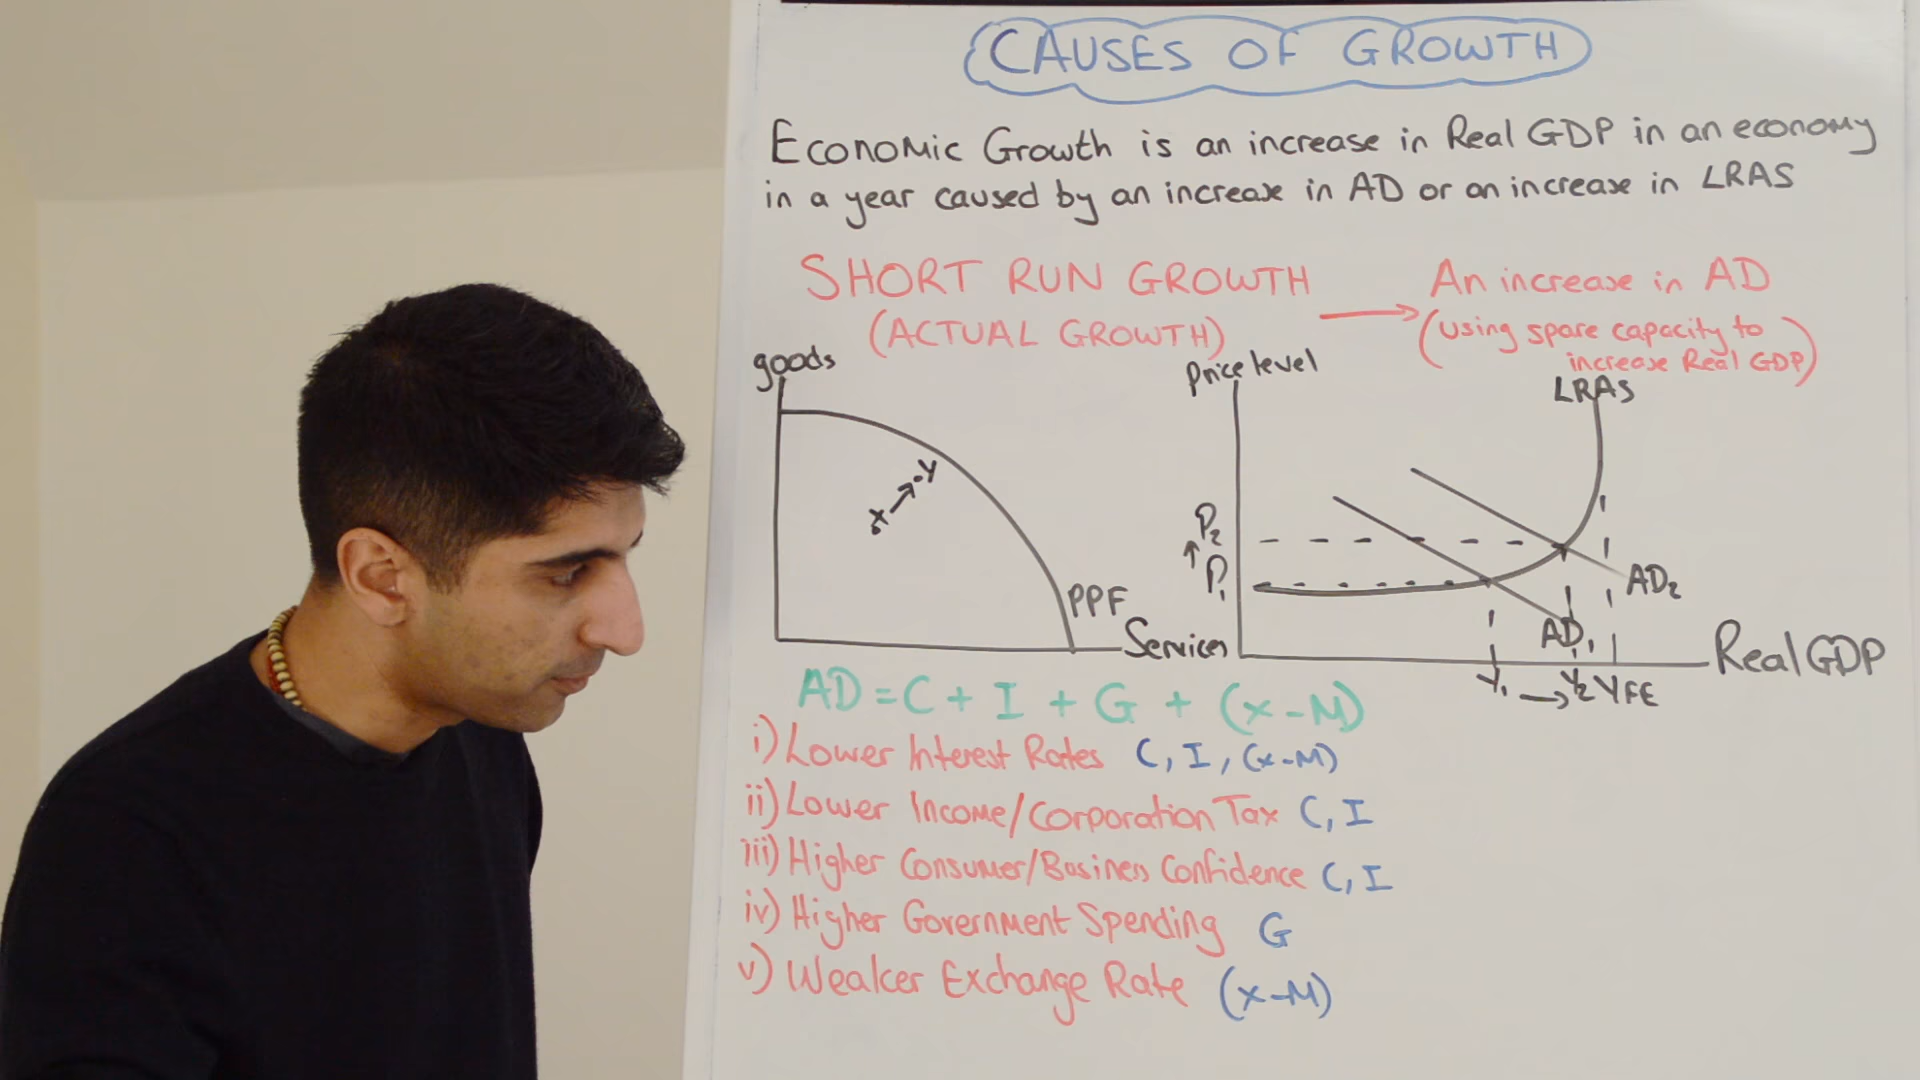 CAUSES OF GROWTH
Economic Growth is an increase in Real GDP in an economy
in a year caused by an increase in AD or an increase in LRAS
SHORT RUN GROWTH
(ACTUAL GROWTH)
An increase in AD
(using spare capacity to
increase Real GDP)
goods
X
Y
PPF
Services
Price level
LRAS
P2
P1
AD2
AD1
Y1
Y2
YFE
Real GDP
AD = C + I + G + (X-M)
i) Lower Interest Rates C, I, (X-M)
ii) Lower Income/Corporation Tax C, I
iii) Higher Consumer/Business Confidence C, I
iv) Higher Government Spending G
v) Weaker Exchange Rate (X-M)